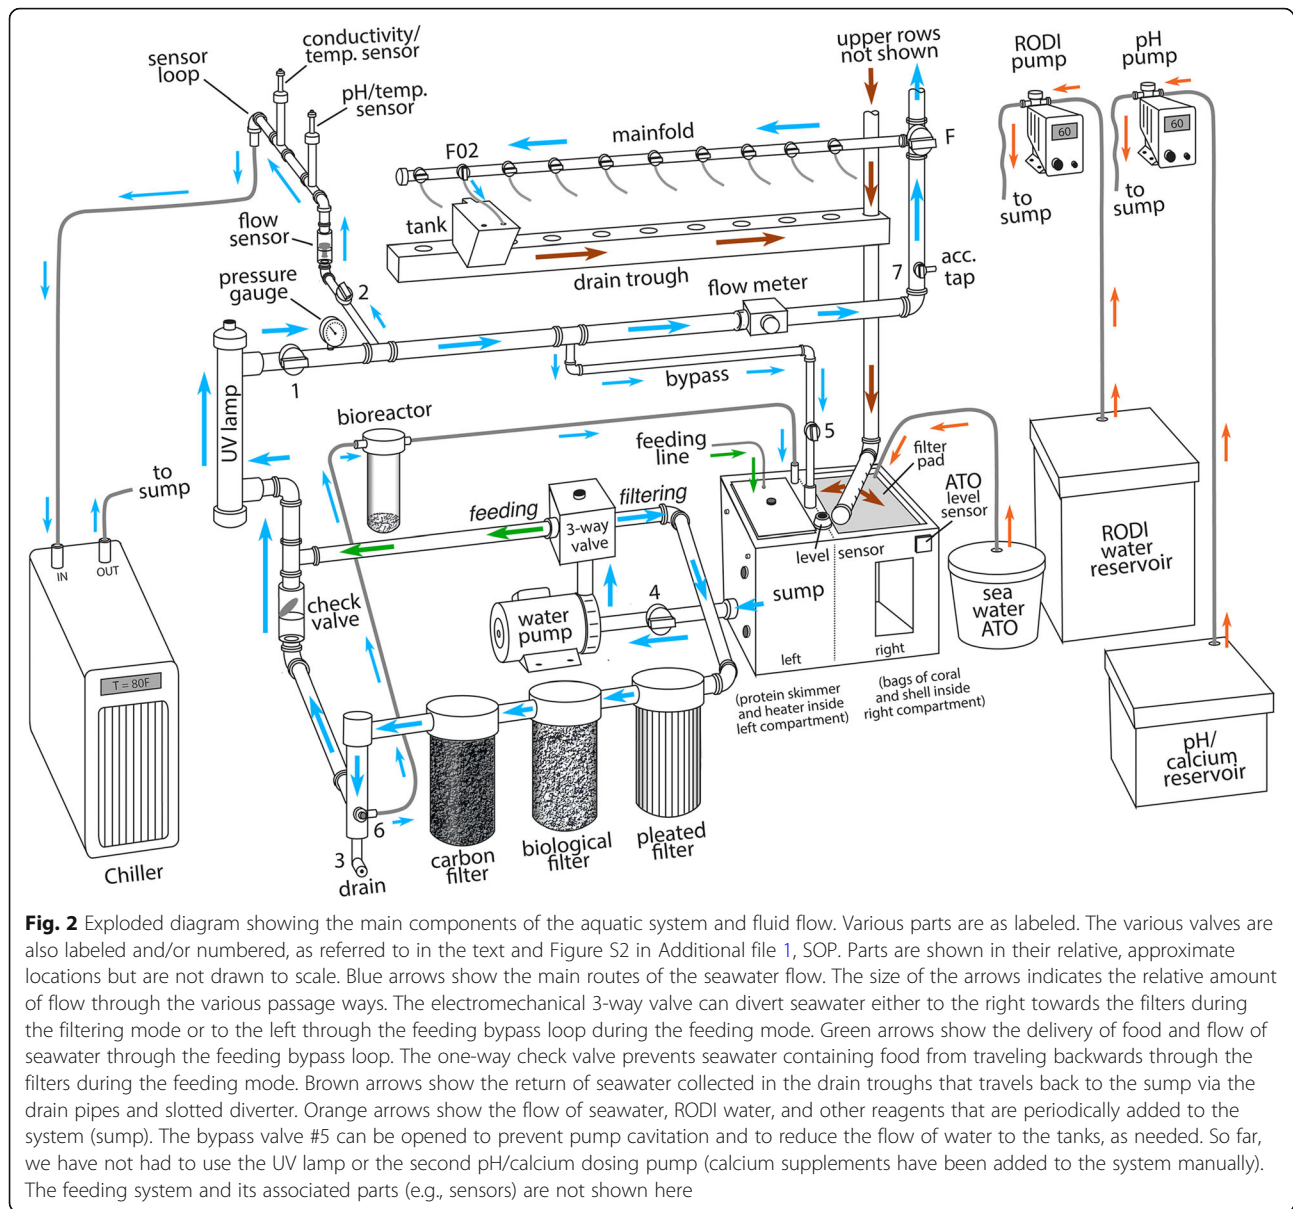 conductivity/
temp. sensor
sensor
loop
pH/temp.
sensor
upper rows
not shown
RODI
pump
pH
pump
60
60
mainfold
F
F02
to
sump
to
sump
tank
flow
sensor
drain trough
7
acc.
tap
pressure
gauge
2
flow meter
1
bypass
UV lamp
bioreactor
5
feeding
line
filter
pad
to
sump
ATO
level
sensor
feeding
filtering
3-way
valve
level
sensor
RODI
water
reservoir
IN
OUT
check
valve
water
pump
4
sump
sea
water
ATO
left
right
T = 80F
(protein skimmer
and heater inside
left compartment)
(bags of coral
and shell inside
right compartment)
pH/
calcium
reservoir
6
3
drain
carbon
filter
biological
filter
pleated
filter
Chiller
Fig. 2 Exploded diagram showing the main components of the aquatic system and fluid flow. Various parts are as labeled. The various valves are
also labeled and/or numbered, as referred to in the text and Figure S2 in Additional file 1, SOP. Parts are shown in their relative, approximate
locations but are not drawn to scale. Blue arrows show the main routes of the seawater flow. The size of the arrows indicates the relative amount
of flow through the various passage ways. The electromechanical 3-way valve can divert seawater either to the right towards the filters during
the filtering mode or to the left through the feeding bypass loop during the feeding mode. Green arrows show the delivery of food and flow of
seawater through the feeding bypass loop. The one-way check valve prevents seawater containing food from traveling backwards through the
filters during the feeding mode. Brown arrows show the return of seawater collected in the drain troughs that travels back to the sump via the
drain pipes and slotted diverter. Orange arrows show the flow of seawater, RODI water, and other reagents that are periodically added to the
system (sump). The bypass valve #5 can be opened to prevent pump cavitation and to reduce the flow of water to the tanks, as needed. So far,
we have not had to use the UV lamp or the second pH/calcium dosing pump (calcium supplements have been added to the system manually).
The feeding system and its associated parts (e.g., sensors) are not shown here